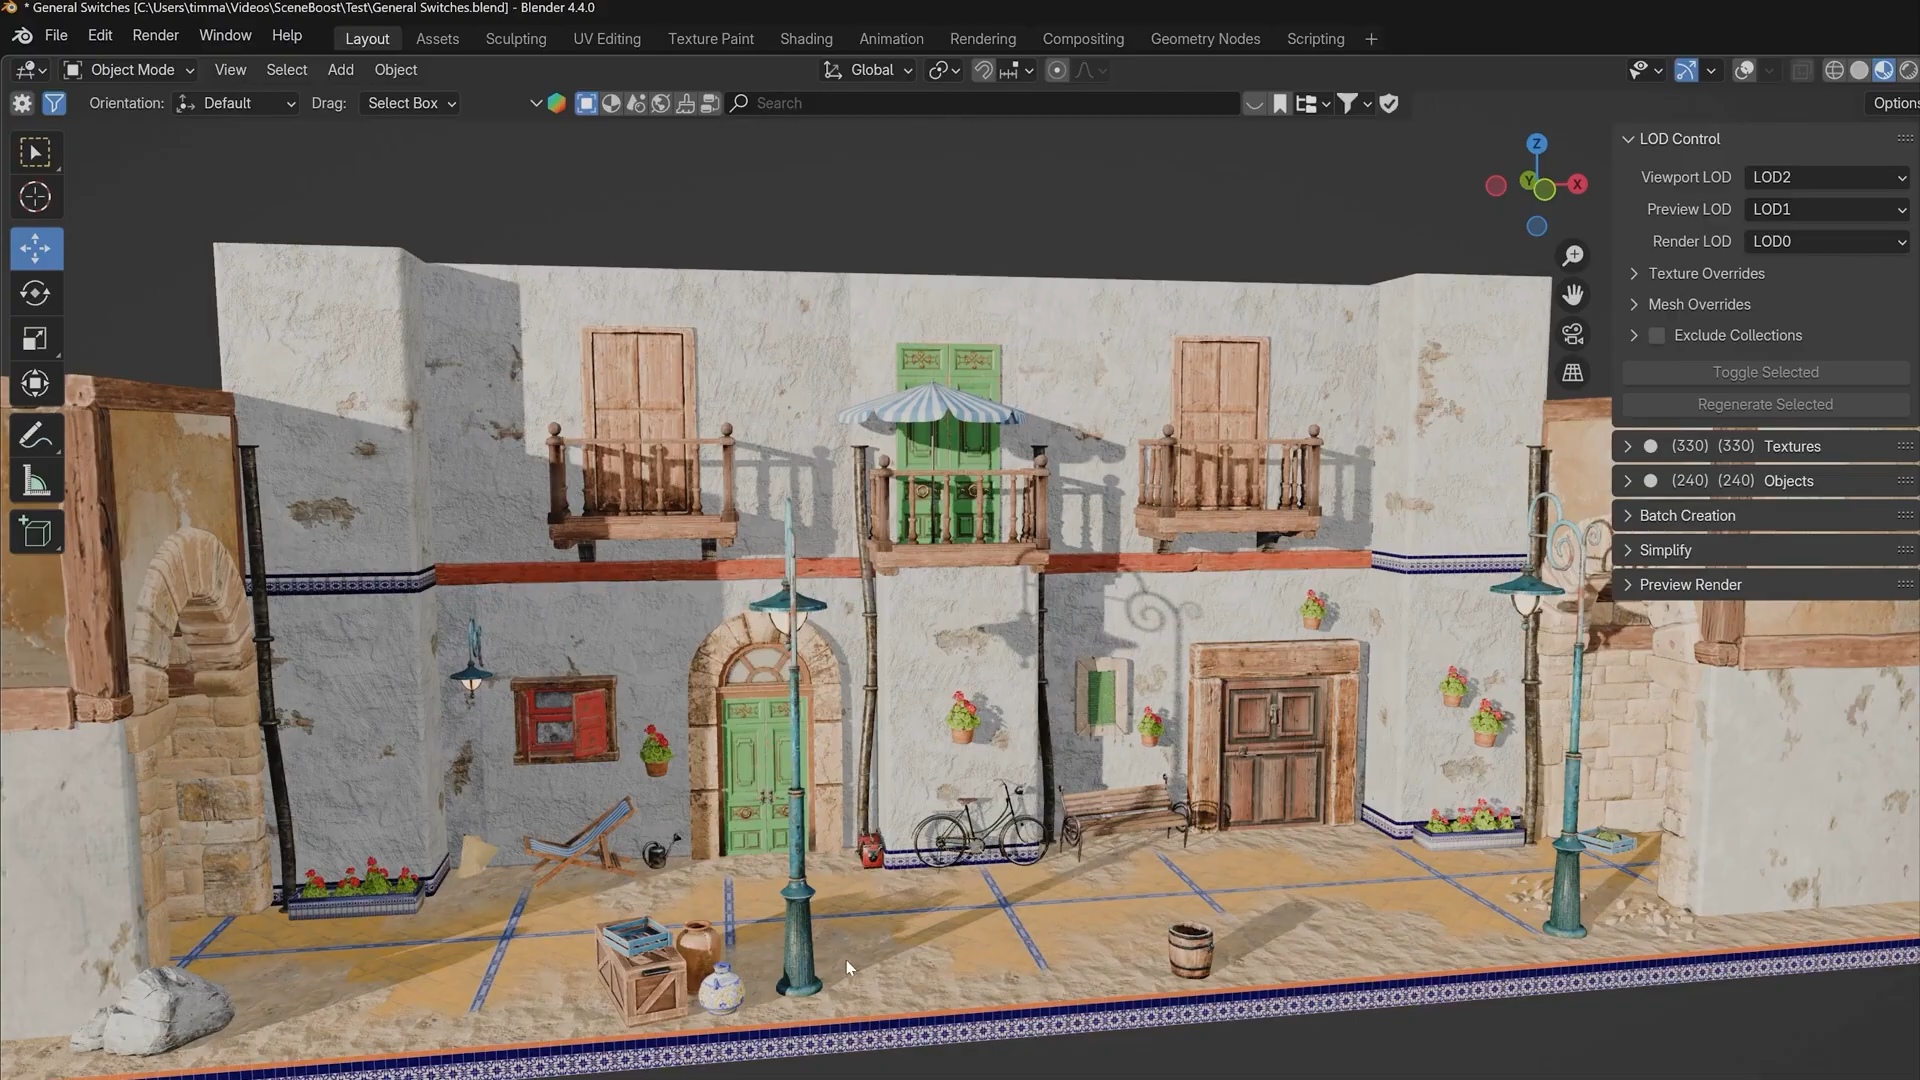 * General Switches [C:\Users\timma\Videos\SceneBoost\Test\General Switches.blend] - Blender 4.4.0
File Edit Render Window Help Layout Assets Sculpting UV Editing Texture Paint Shading Animation Rendering Compositing Geometry Nodes Scripting +
Object Mode View Select Add Object Global
Orientation: Default Drag: Select Box Search Options
Z
Y X
LOD Control
Viewport LOD LOD2
Preview LOD LOD1
Render LOD LOD0
Texture Overrides
Mesh Overrides
Exclude Collections
Toggle Selected
Regenerate Selected
(330) (330) Textures
(240) (240) Objects
Batch Creation
Simplify
Preview Render